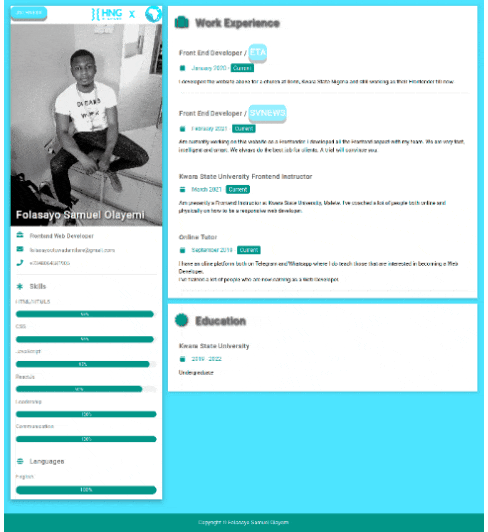 HNG x
Folasayo Samuel Olayemi
Frontend Web Developer
Skills
HTML/HTML5
CSS
JavaScript
ReactJs
Leadership
100%
Communication
100%
Languages
English
100%
Work Experience
Front End Developer / ETA
January 2020 - Current
I developed the website above for a church at Ilorin, Kwara State Nigeria and still working as their Frontender till now.
Front End Developer / SVNEWS
February 2021 - Current
Am currently working on this website as a Frontender I developed all the Frontend aspect with my team. We are very fast,
intelligent and smart. We always do the best job for clients. A trial will convince you.
Kwara State University Frontend Instructor
March 2021 - Current
Am presently a Frontend Instructor at Kwara State University, Malete. I've coached a lot of people both online and
physically on how to be a responsive web developer.
Online Tutor
September 2019 - Current
I have an online platform both on Telegram and Whatsapp where I do teach those that are interested in becoming a Web
Developer.
I've trained a lot of people who are now earning as a Web Developer.
Education
Kwara State University
2018 - 2022
Undergraduate
Copyright © Folasayo Samuel Olayemi